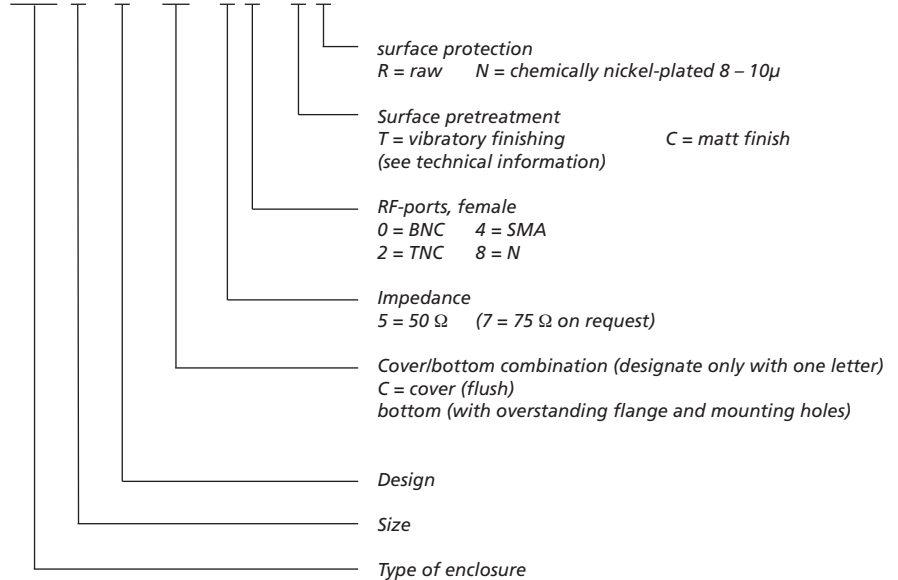 surface protection
R = raw N = chemically nickel-plated 8 – 10µ
Surface pretreatment
T = vibratory finishing C = matt finish
(see technical information)
RF-ports, female
0 = BNC 4 = SMA
2 = TNC 8 = N
Impedance
5 = 50 Ω (7 = 75 Ω on request)
Cover/bottom combination (designate only with one letter)
C = cover (flush)
bottom (with overstanding flange and mounting holes)
Design
Size
Type of enclosure